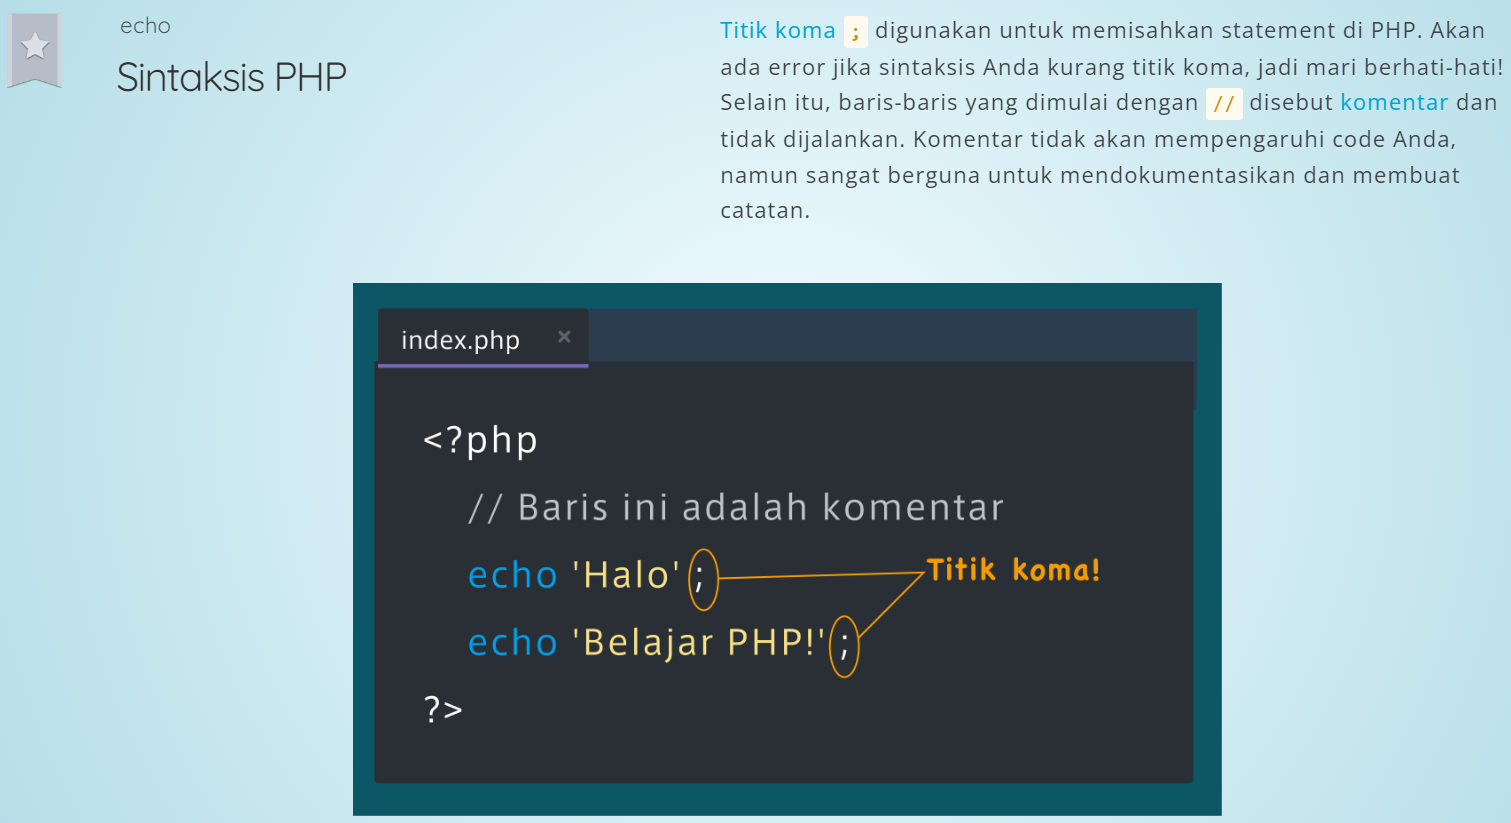 echo
Sintaksis PHP
Titik koma ; digunakan untuk memisahkan statement di PHP. Akan
ada error jika sintaksis Anda kurang titik koma, jadi mari berhati-hati!
Selain itu, baris-baris yang dimulai dengan // disebut komentar dan
tidak dijalankan. Komentar tidak akan mempengaruhi code Anda,
namun sangat berguna untuk mendokumentasikan dan membuat
catatan.
index.php ×
<?php
// Baris ini adalah komentar
echo 'Halo';
Titik koma!
echo 'Belajar PHP!';
?>